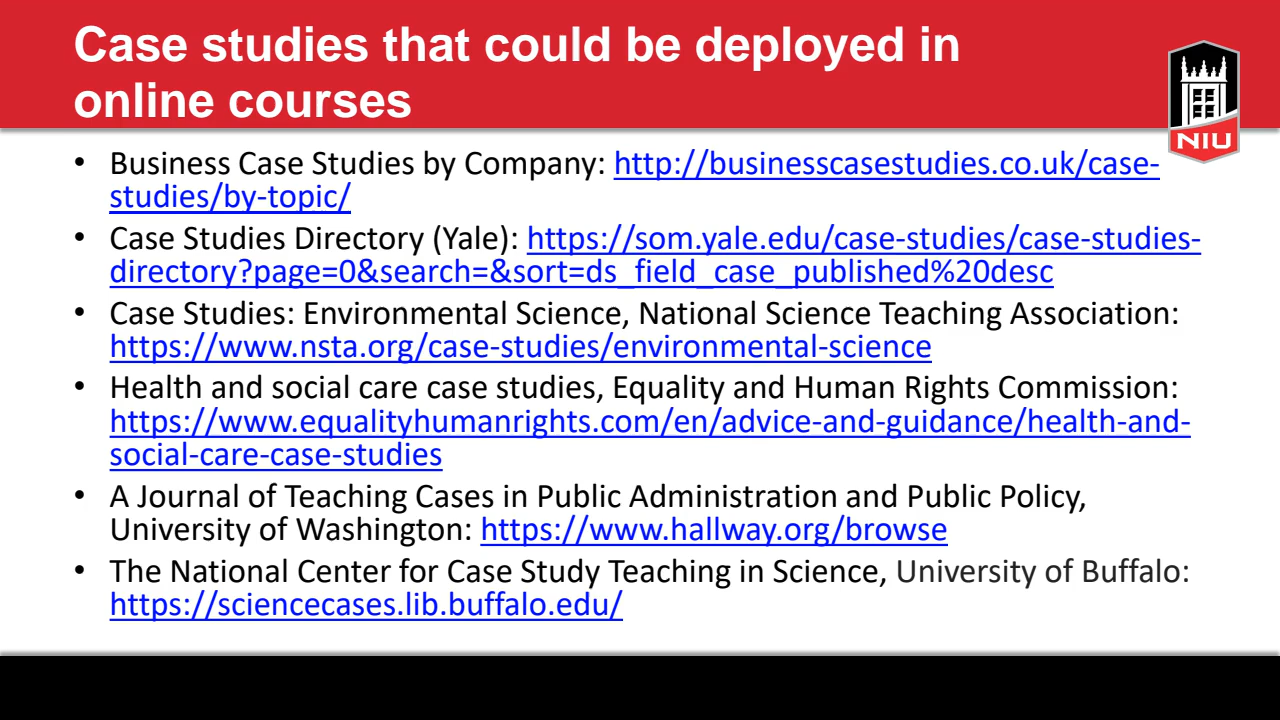 Case studies that could be deployed in
online courses
NIU
• Business Case Studies by Company: http://businesscasestudies.co.uk/case-
studies/by-topic/
• Case Studies Directory (Yale): https://som.yale.edu/case-studies/case-studies-
directory?page=0&search=&sort=ds_field_case_published%20desc
• Case Studies: Environmental Science, National Science Teaching Association:
https://www.nsta.org/case-studies/environmental-science
• Health and social care case studies, Equality and Human Rights Commission:
https://www.equalityhumanrights.com/en/advice-and-guidance/health-and-
social-care-case-studies
• A Journal of Teaching Cases in Public Administration and Public Policy,
University of Washington: https://www.hallway.org/browse
• The National Center for Case Study Teaching in Science, University of Buffalo:
https://sciencecases.lib.buffalo.edu/